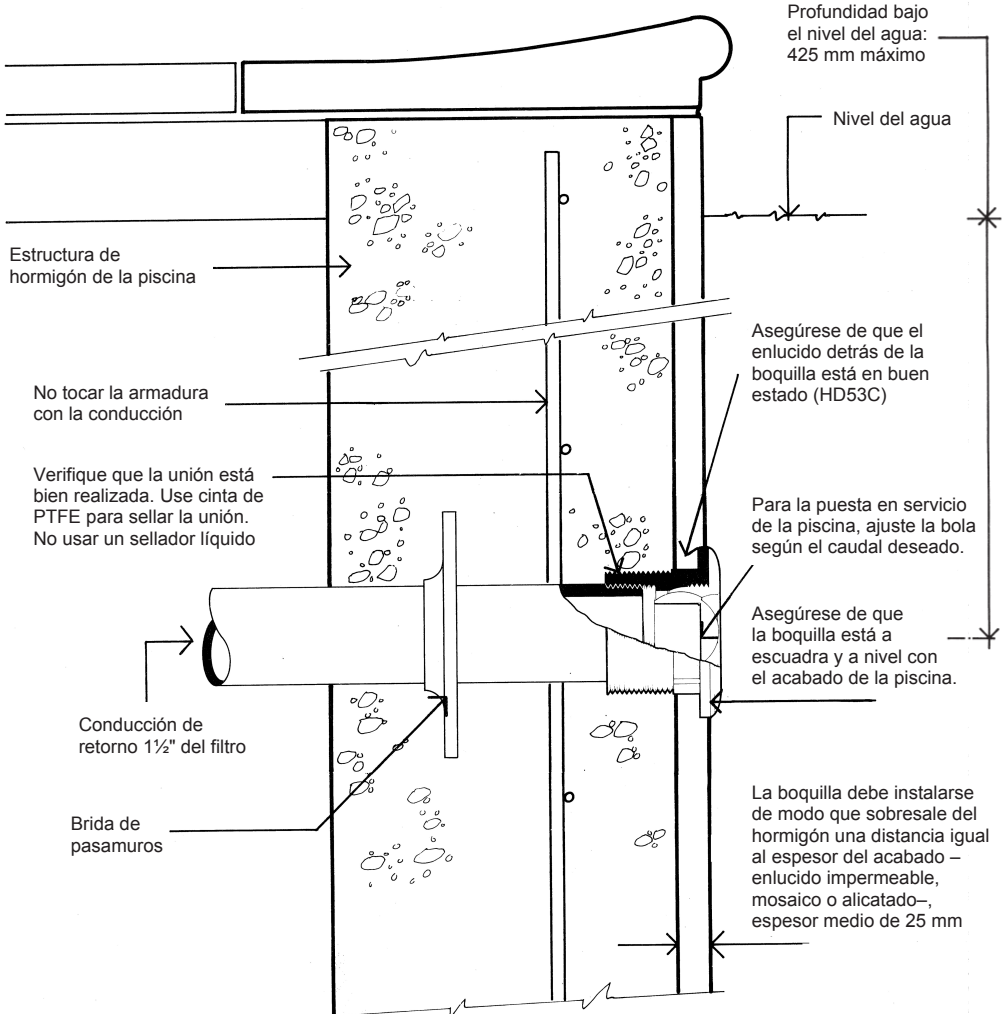 Profundidad bajo
el nivel del agua:
425 mm máximo
Nivel del agua
Estructura de
hormigón de la piscina
Asegúrese de que el
enlucido detrás de la
boquilla está en buen
estado (HD53C)
No tocar la armadura
con la conducción
Verifique que la unión está
bien realizada. Use cinta de
PTFE para sellar la unión.
No usar un sellador líquido
Para la puesta en servicio
de la piscina, ajuste la bola
según el caudal deseado.
Asegúrese de que
la boquilla está a
escuadra y a nivel con
el acabado de la piscina.
Conducción de
retorno 1½" del filtro
Brida de
pasamuros
La boquilla debe instalarse
de modo que sobresale del
hormigón una distancia igual
al espesor del acabado –
enlucido impermeable,
mosaico o alicatado–,
espesor medio de 25 mm